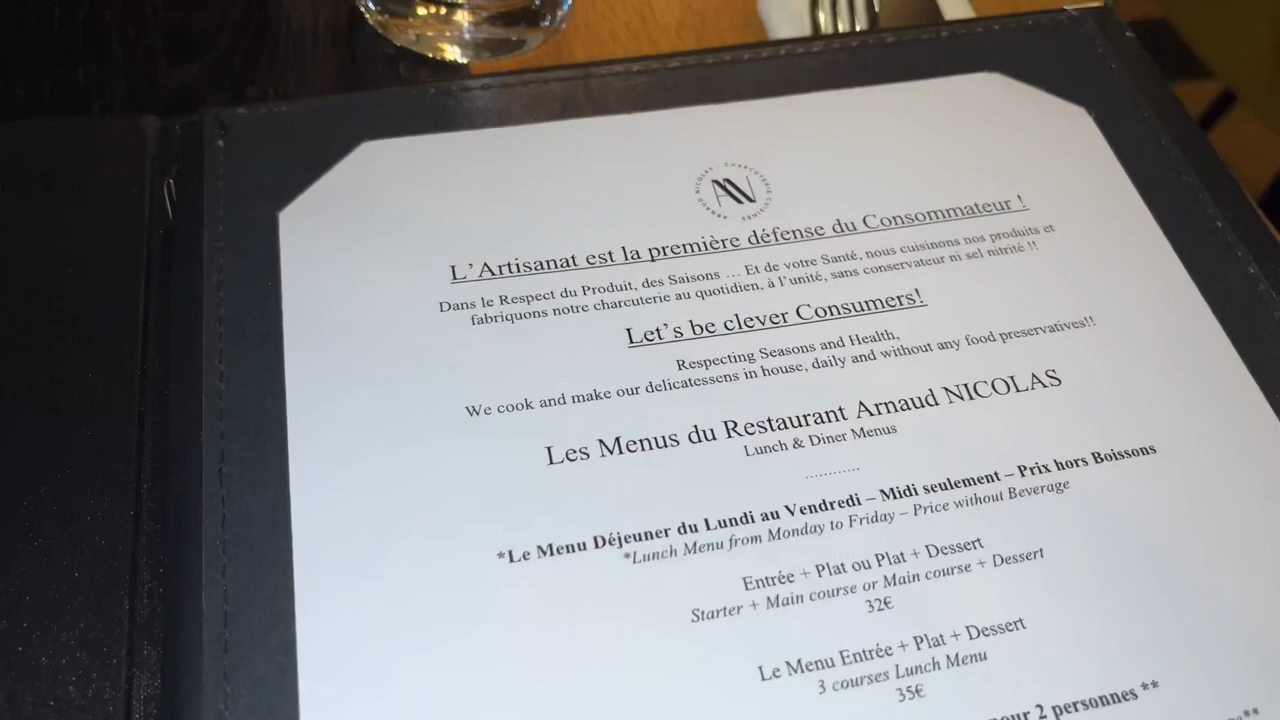 ARNAUD NICOLAS - CHARCUTERIE CUISINÉE
AN
L'Artisanat est la première défense du Consommateur !
Dans le Respect du Produit, des Saisons … Et de votre Santé, nous cuisinons nos produits et
fabriquons notre charcuterie au quotidien, à l'unité, sans conservateur ni sel nitrité !!
Let's be clever Consumers!
Respecting Seasons and Health,
We cook and make our delicatessens in house, daily and without any food preservatives!!
Les Menus du Restaurant Arnaud NICOLAS
Lunch & Diner Menus
............
*Le Menu Déjeuner du Lundi au Vendredi – Midi seulement – Prix hors Boissons
*Lunch Menu from Monday to Friday – Price without Beverage
Entrée + Plat ou Plat + Dessert
Starter + Main course or Main course + Dessert
32€
Le Menu Entrée + Plat + Dessert
3 courses Lunch Menu
35€
pour 2 personnes **